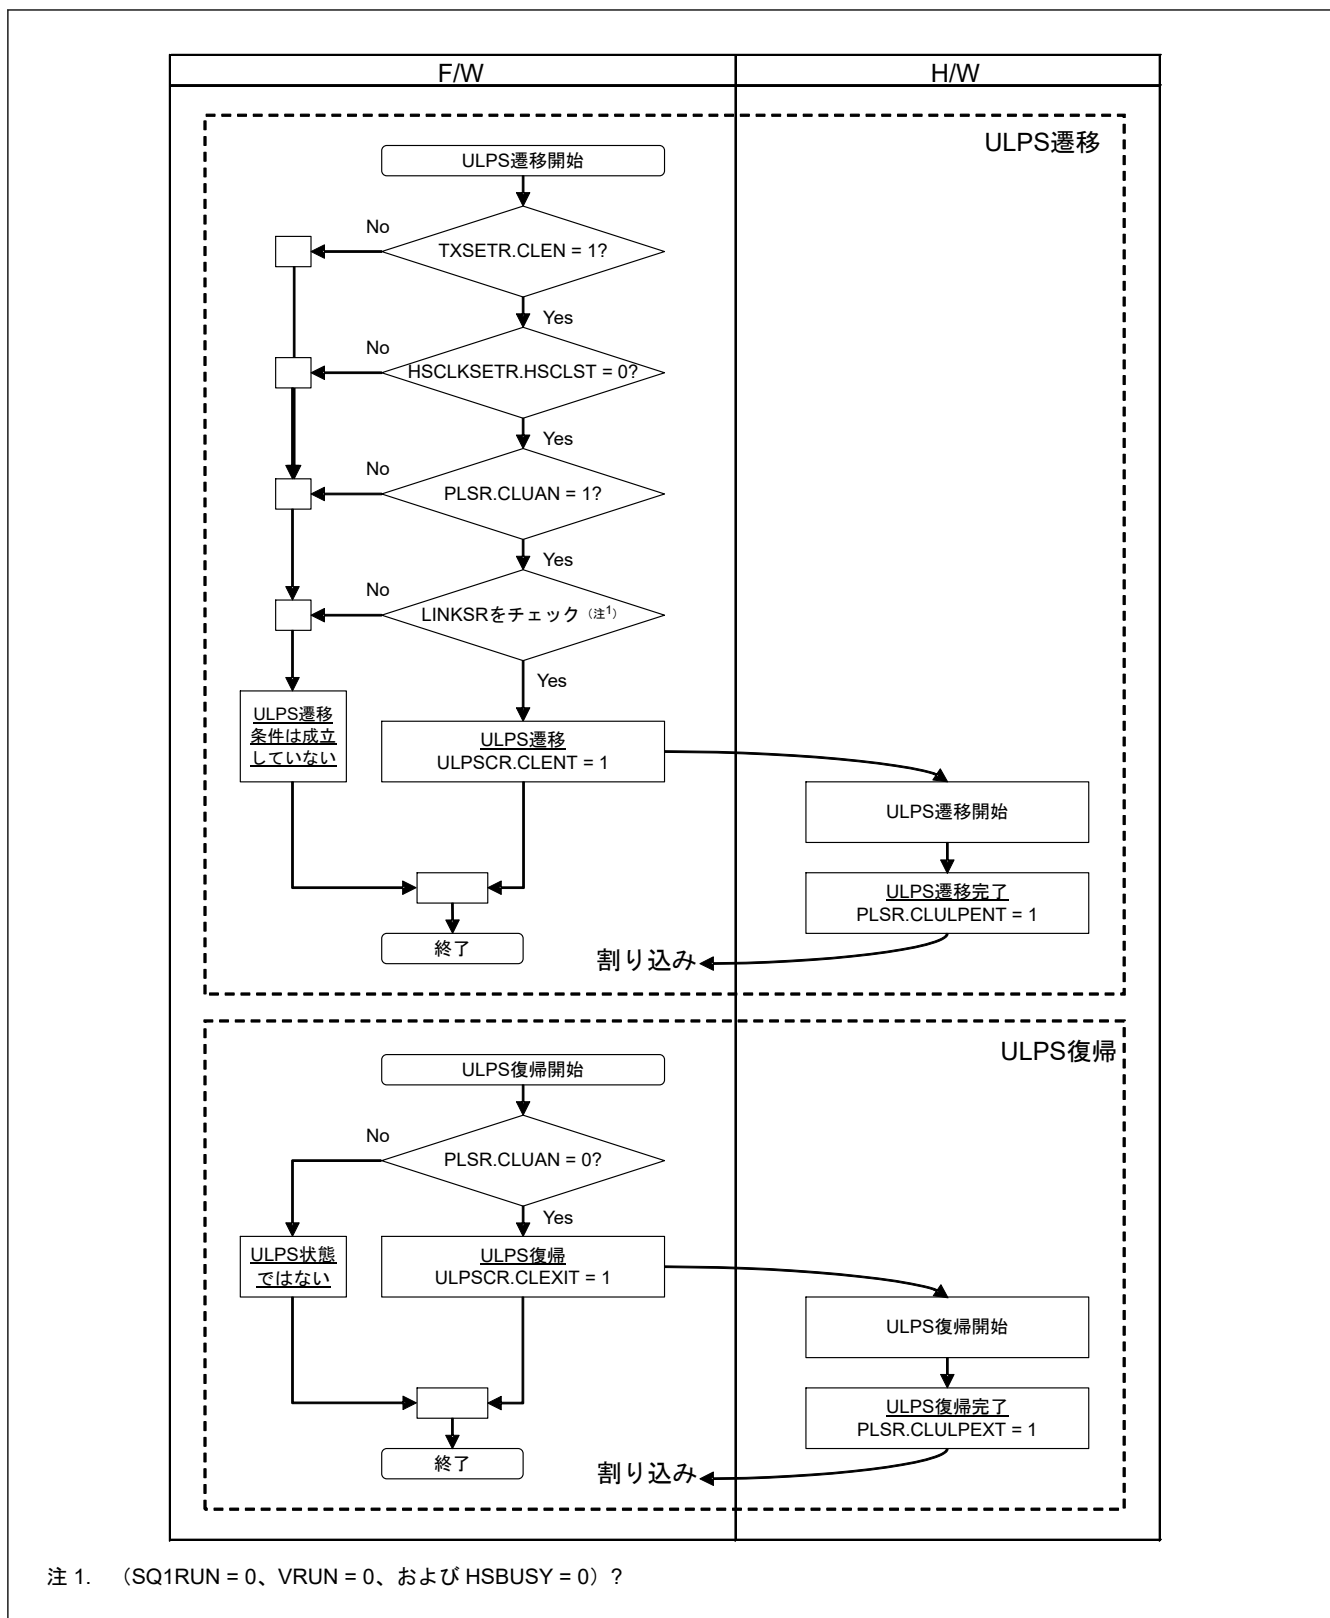 F/W
H/W
ULPS遷移
ULPS遷移開始
No
TXSETR.CLEN = 1?
Yes
No
HSCLKSETR.HSCLST = 0?
Yes
No
PLSR.CLUAN = 1?
Yes
No
LINKSRをチェック（注1）
Yes
ULPS遷移
条件は成立
していない
ULPS遷移
ULPSCR.CLENT = 1
ULPS遷移開始
ULPS遷移完了
PLSR.CLULPENT = 1
終了
割り込み
ULPS復帰
ULPS復帰開始
No
PLSR.CLUAN = 0?
Yes
ULPS状態
ではない
ULPS復帰
ULPSCR.CLEXIT = 1
ULPS復帰開始
ULPS復帰完了
PLSR.CLULPEXT = 1
終了
割り込み
注 1. （SQ1RUN = 0、VRUN = 0、および HSBUSY = 0）?